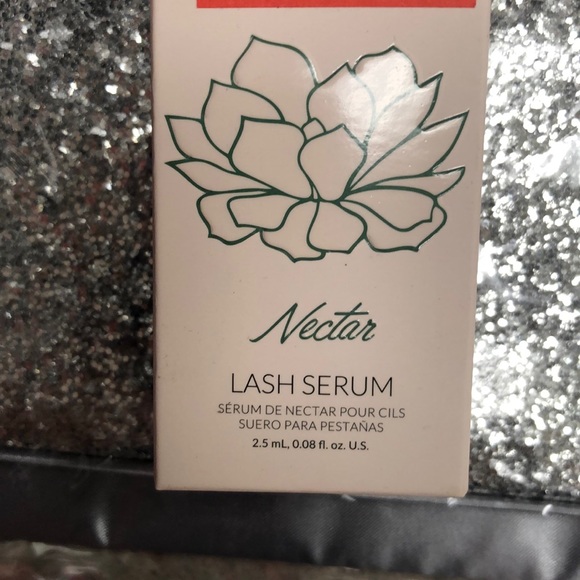 Nectar
LASH SERUM
SÉRUM DE NECTAR POUR CILS
SUERO PARA PESTAÑAS
2.5 mL, 0.08 fl. oz. U.S.